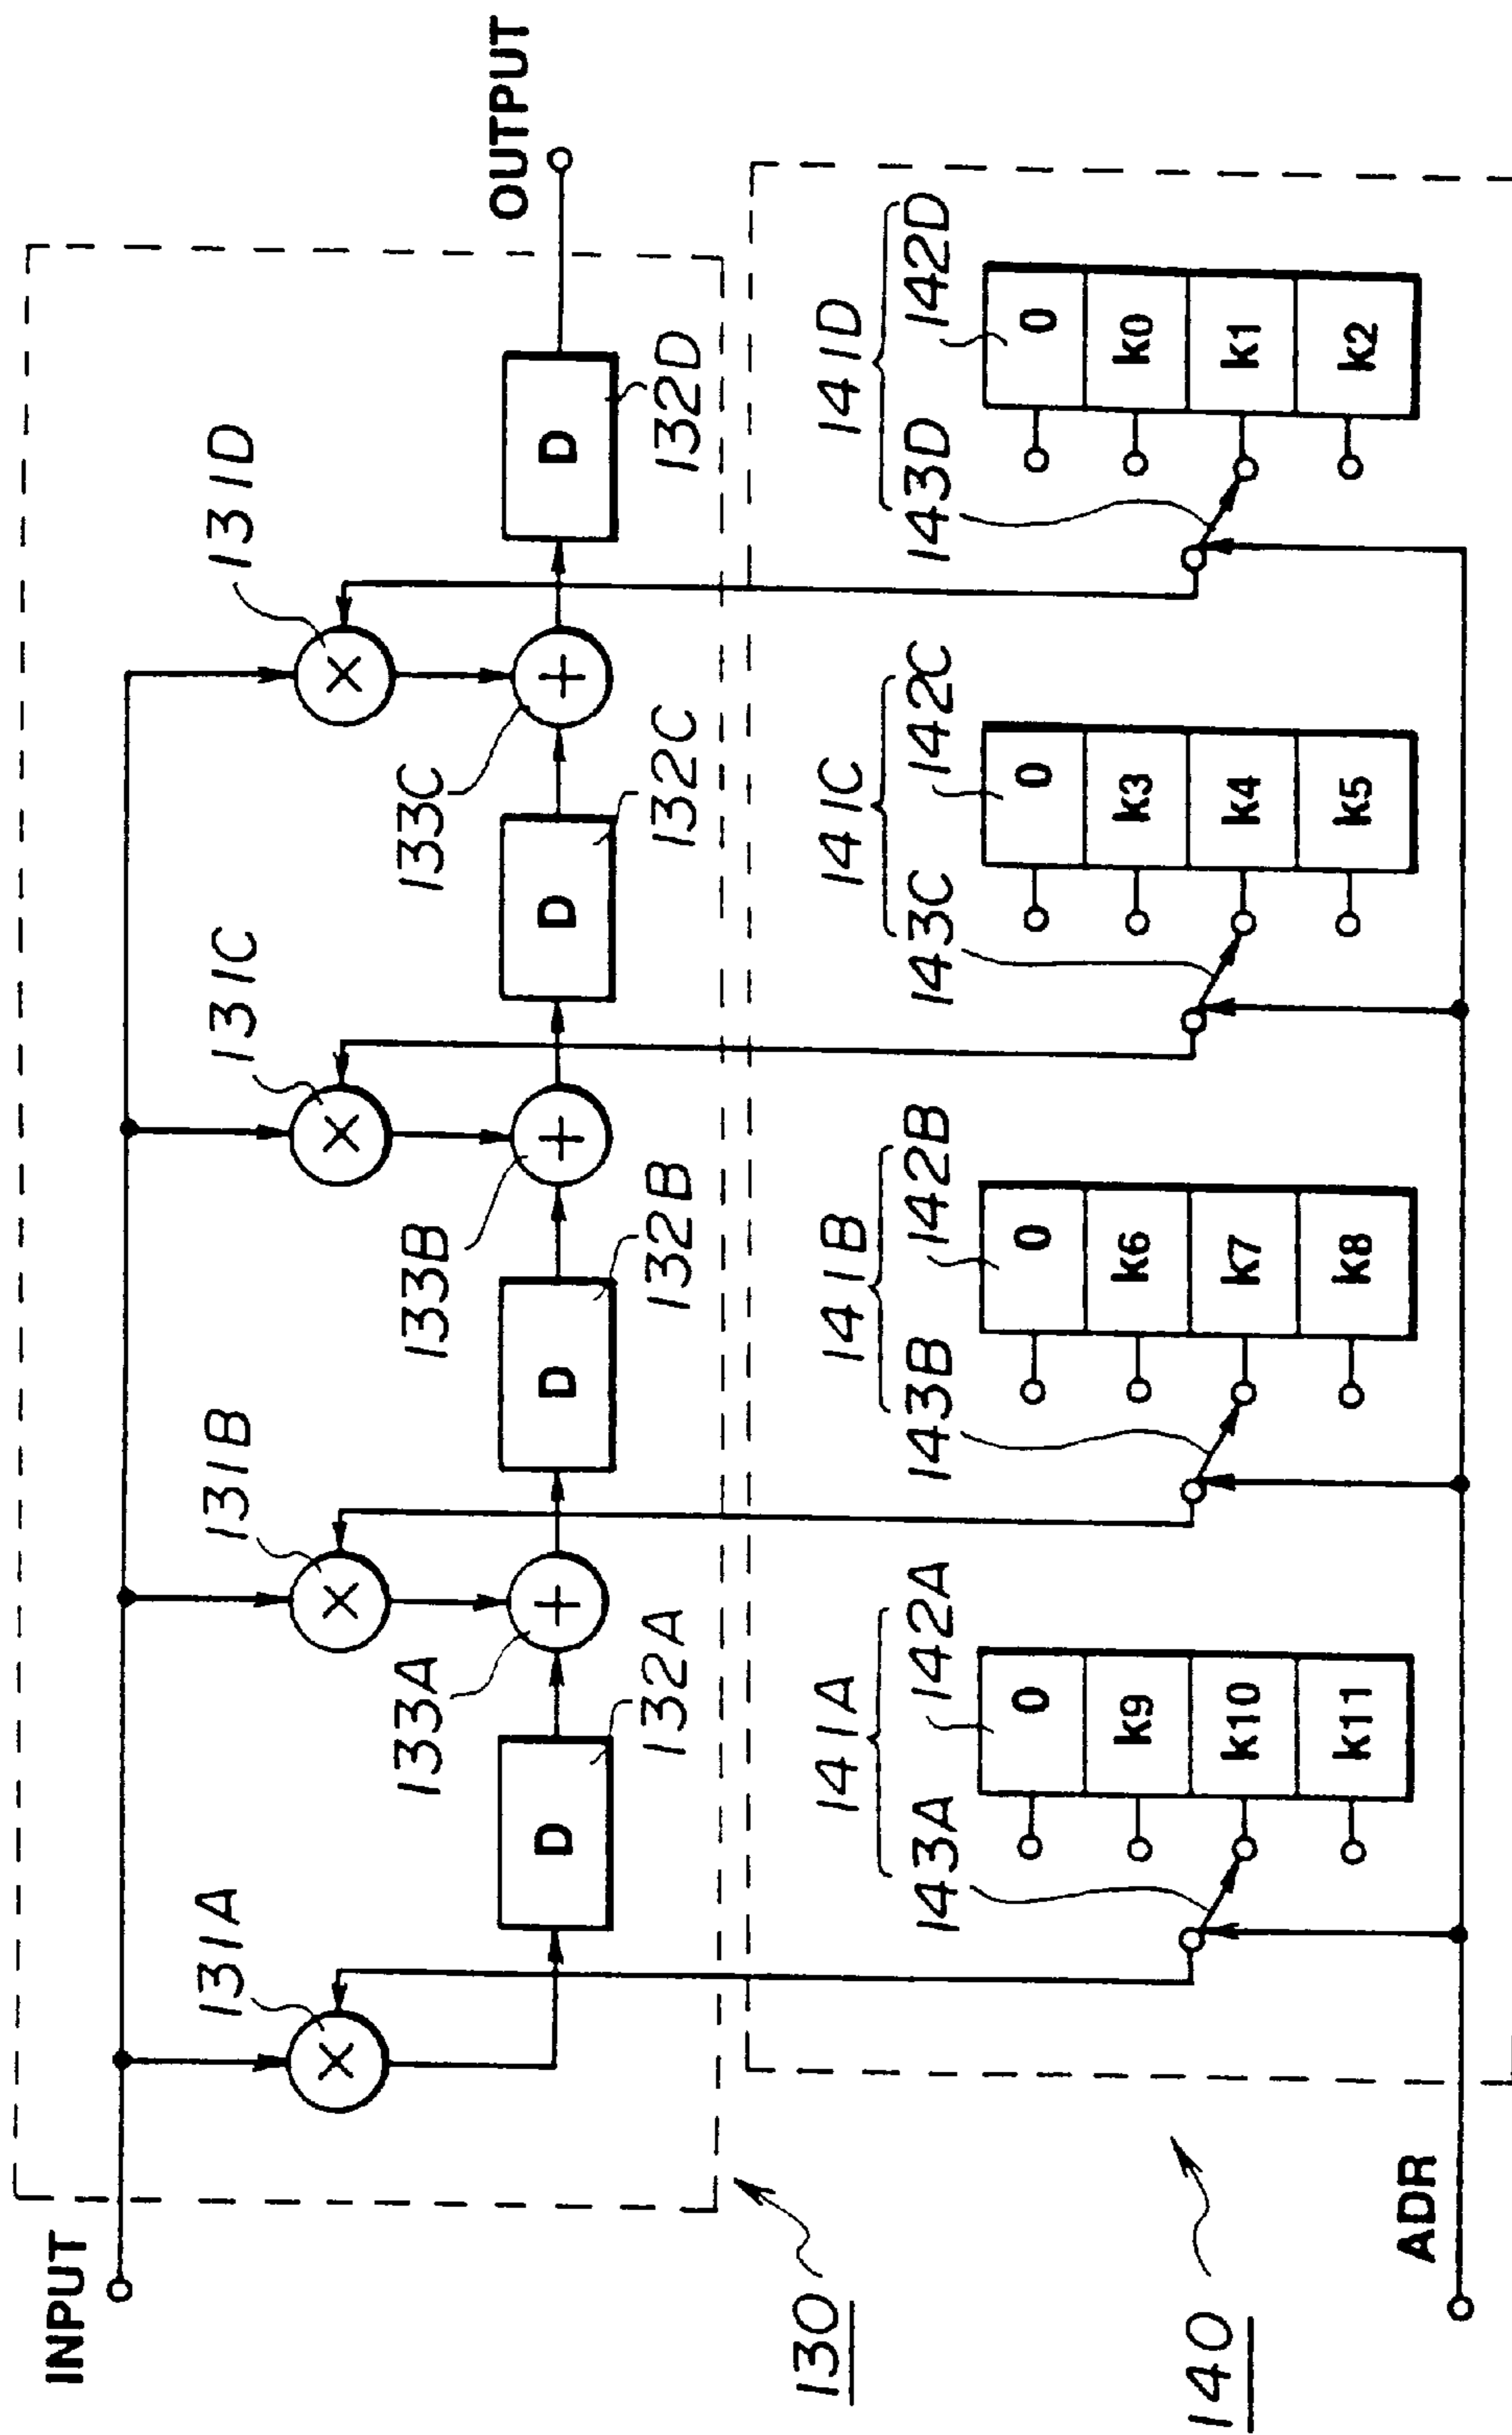 INPUT
131A
131B
131C
131D
OUTPUT
133A
133B
133C
D
D
D
D
132A
132B
132C
132D
130
141A
141B
141C
141D
143A
142A
143B
142B
143C
142C
143D
142D
0
k9
k10
k11
0
k6
k7
k8
0
k3
k4
k5
0
k0
k1
k2
140
ADR